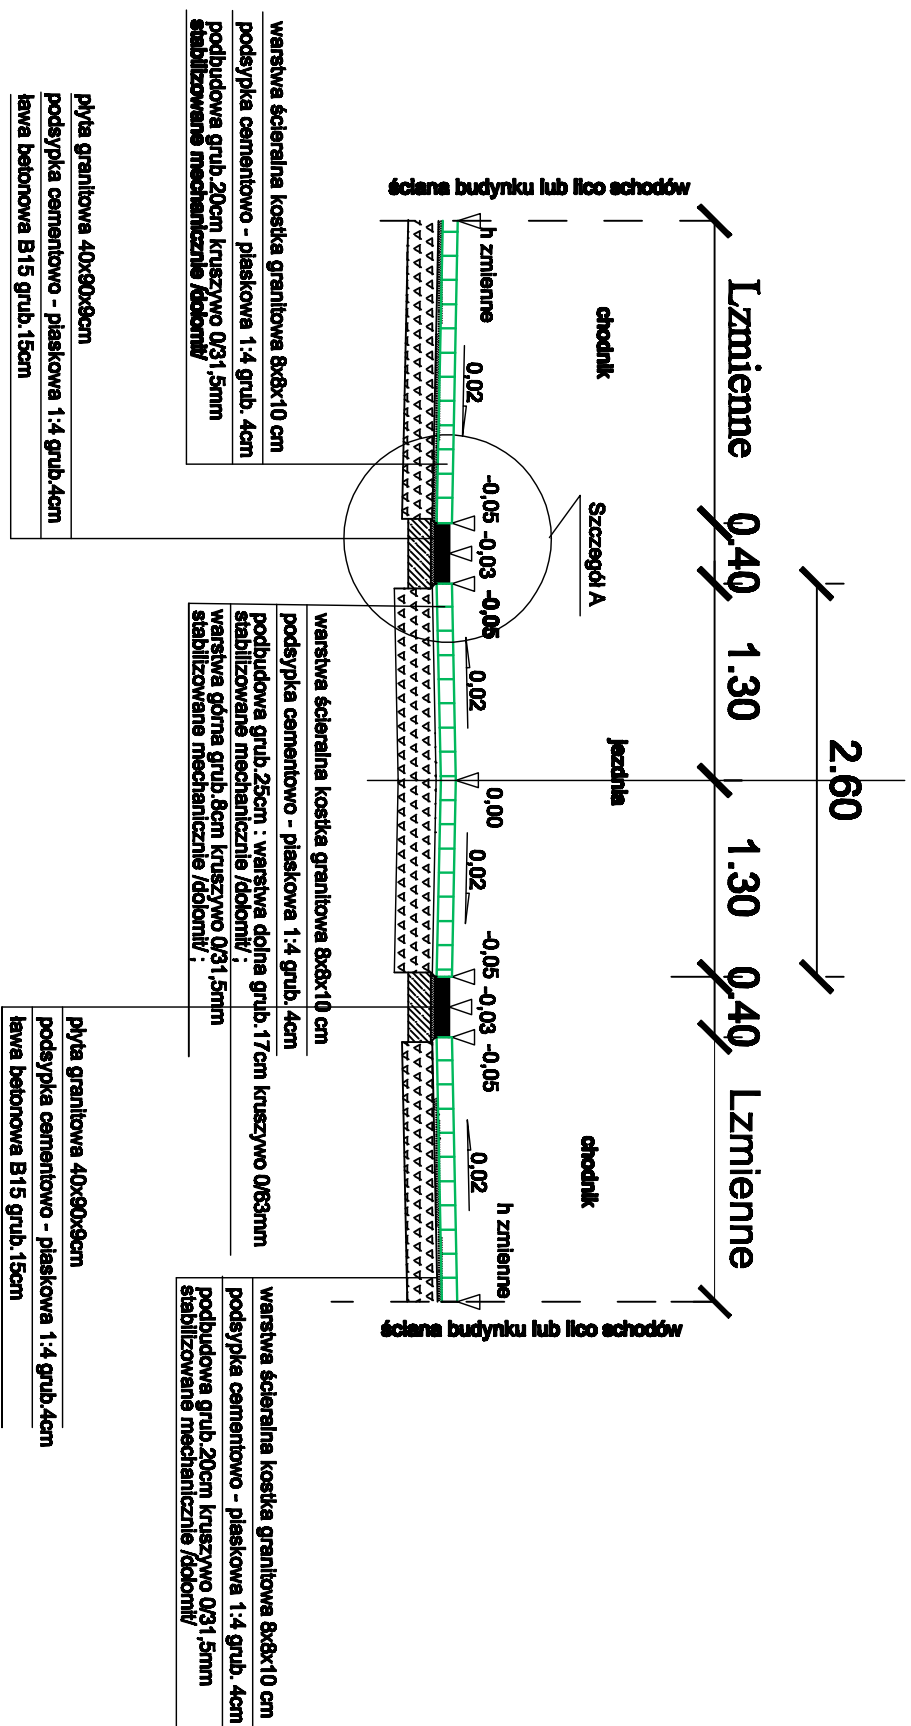 2.60
Lzmienne 0.40 1.30 1.30 0.40 Lzmienne
chodnik
jezdnia
chodnik
Szczegół A
ściana budynku lub lico schodów
h zmienne
0,02
-0,05 -0,03 -0,05
0,02
0,00
0,02
-0,05 -0,03 -0,05
0,02
h zmienne
ściana budynku lub lico schodów
warstwa ścieralna kostka granitowa 8x8x10 cm
podsypka cementowo - piaskowa 1:4 grub. 4cm
podbudowa grub.20cm kruszywo 0/31,5mm
stabilizowane mechanicznie /dolomit/
płyta granitowa 40x90x9cm
podsypka cementowo - piaskowa 1:4 grub.4cm
ława betonowa B15 grub.15cm
warstwa ścieralna kostka granitowa 8x8x10 cm
podsypka cementowo - piaskowa 1:4 grub. 4cm
podbudowa grub.25cm : warstwa dolna grub.17cm kruszywo 0/63mm
stabilizowane mechanicznie /dolomit/ ;
warstwa górna grub.8cm kruszywo 0/31,5mm
stabilizowane mechanicznie /dolomit/ ;
płyta granitowa 40x90x9cm
podsypka cementowo - piaskowa 1:4 grub.4cm
ława betonowa B15 grub.15cm
warstwa ścieralna kostka granitowa 8x8x10 cm
podsypka cementowo - piaskowa 1:4 grub. 4cm
podbudowa grub.20cm kruszywo 0/31,5mm
stabilizowane mechanicznie /dolomit/